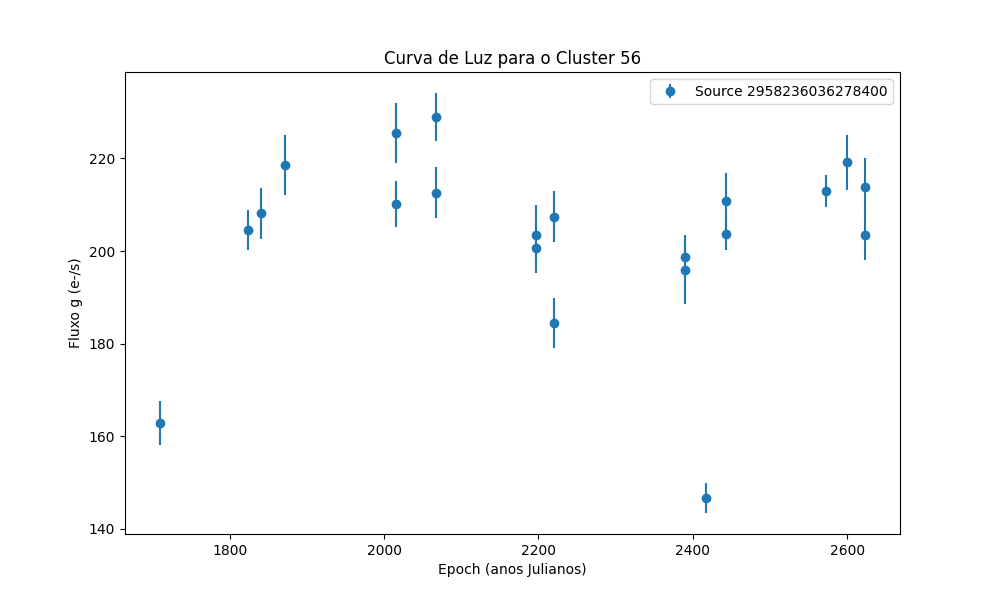 Curva de Luz para o Cluster 56
Source 2958236036278400
220
200
180
160
140
Fluxo g (e-/s)
1800 2000 2200 2400 2600
Epoch (anos Julianos)